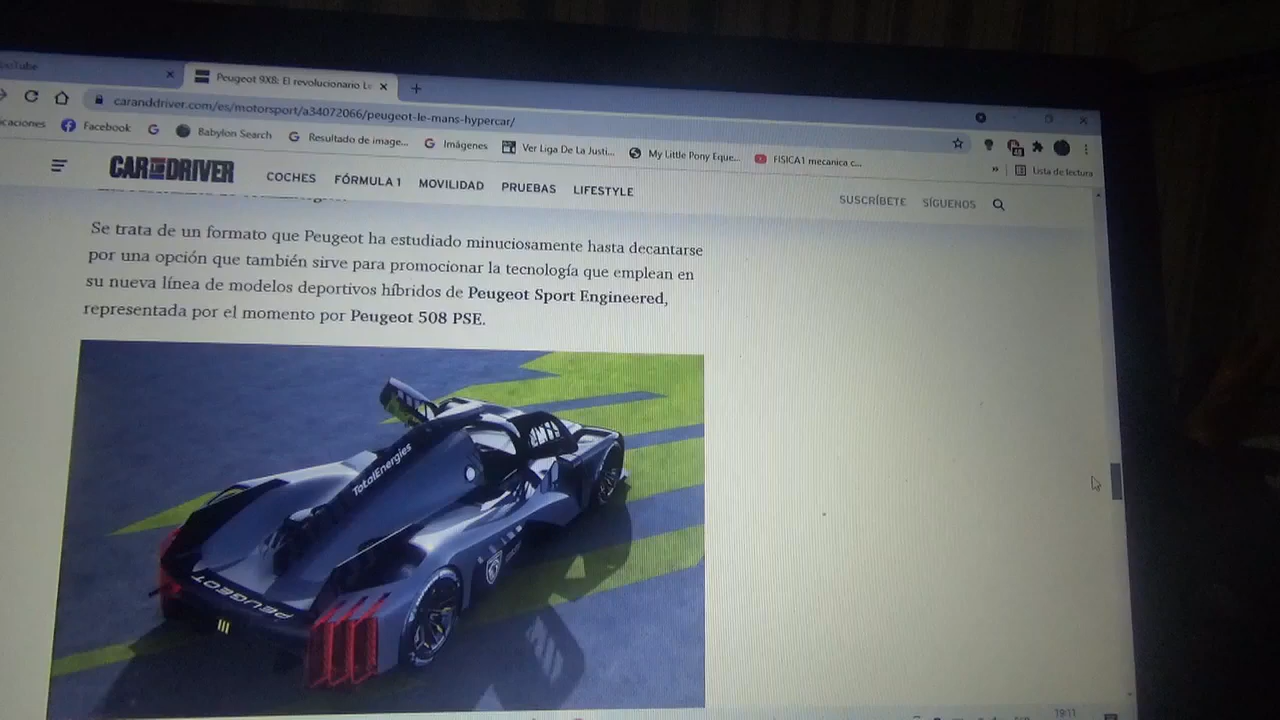 Peugeot 9X8: El revolucionario Le
caranddriver.com/es/motorsport/a34072066/peugeot-le-mans-hypercar/
Facebook
Babylon Search
Resultado de image...
Imágenes
Ver Liga De La Justi...
My Little Pony Eque...
FISICA1 mecanica c...
»
Lista de lectura
CAR AND DRIVER
COCHES
FÓRMULA 1
MOVILIDAD
PRUEBAS
LIFESTYLE
SUSCRÍBETE
SÍGUENOS
Se trata de un formato que Peugeot ha estudiado minuciosamente hasta decantarse
por una opción que también sirve para promocionar la tecnología que emplean en
su nueva línea de modelos deportivos híbridos de Peugeot Sport Engineered,
representada por el momento por Peugeot 508 PSE.
TotalEnergies
PEUGEOT
19:11